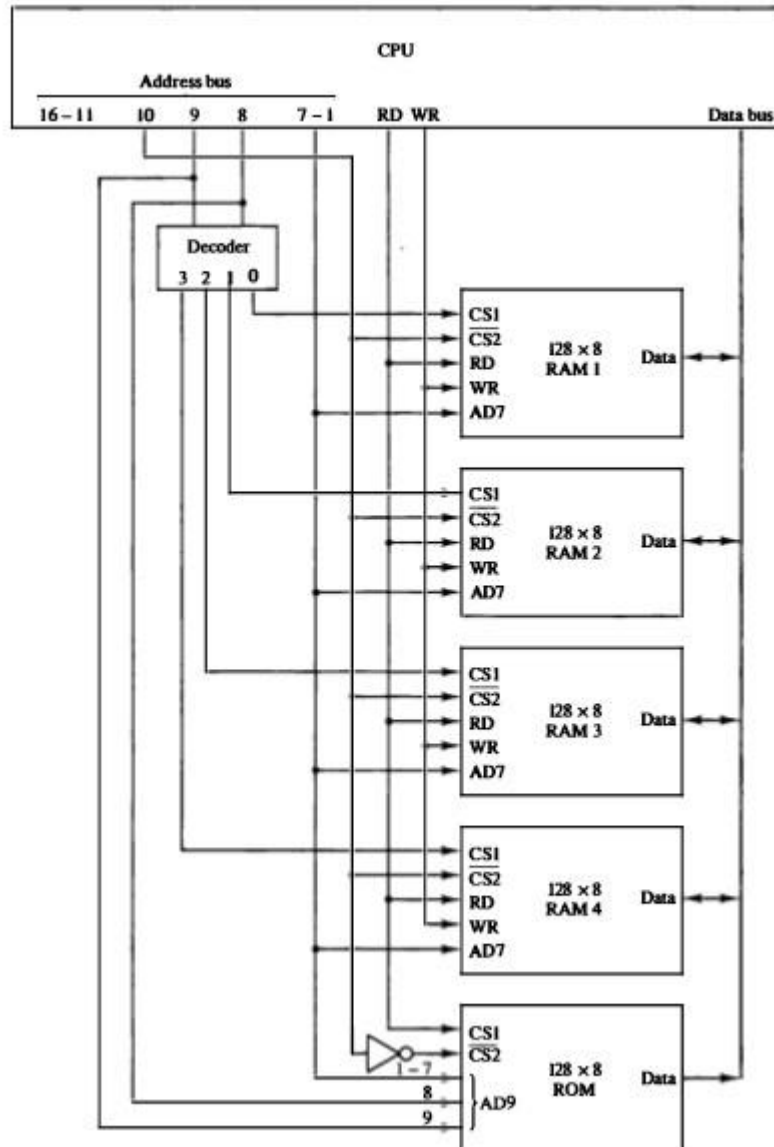 CPU
Address bus
16 – 11 10 9 8 7 – 1 RD WR Data bus
Decoder
3 2 1 0
CS1
CS2
RD
WR
AD7
128 × 8
RAM 1
Data
CS1
CS2
RD
WR
AD7
128 × 8
RAM 2
Data
CS1
CS2
RD
WR
AD7
128 × 8
RAM 3
Data
CS1
CS2
RD
WR
AD7
128 × 8
RAM 4
Data
CS1
CS2
1 – 7
8
9
AD9
128 × 8
ROM
Data